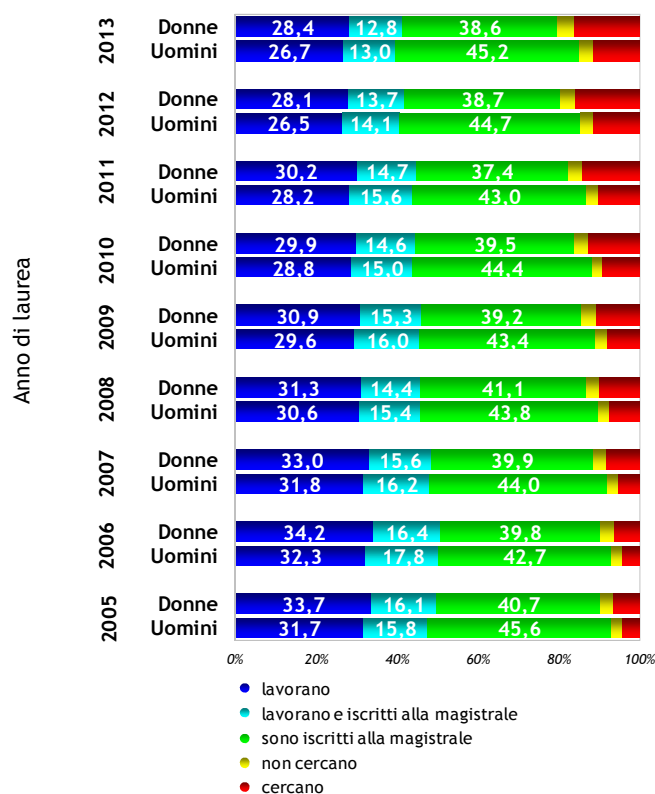 Anno di laurea
2013
Donne 28,4 12,8 38,6
Uomini 26,7 13,0 45,2
2012
Donne 28,1 13,7 38,7
Uomini 26,5 14,1 44,7
2011
Donne 30,2 14,7 37,4
Uomini 28,2 15,6 43,0
2010
Donne 29,9 14,6 39,5
Uomini 28,8 15,0 44,4
2009
Donne 30,9 15,3 39,2
Uomini 29,6 16,0 43,4
2008
Donne 31,3 14,4 41,1
Uomini 30,6 15,4 43,8
2007
Donne 33,0 15,6 39,9
Uomini 31,8 16,2 44,0
2006
Donne 34,2 16,4 39,8
Uomini 32,3 17,8 42,7
2005
Donne 33,7 16,1 40,7
Uomini 31,7 15,8 45,6
0% 20% 40% 60% 80% 100%
lavorano
lavorano e iscritti alla magistrale
sono iscritti alla magistrale
non cercano
cercano